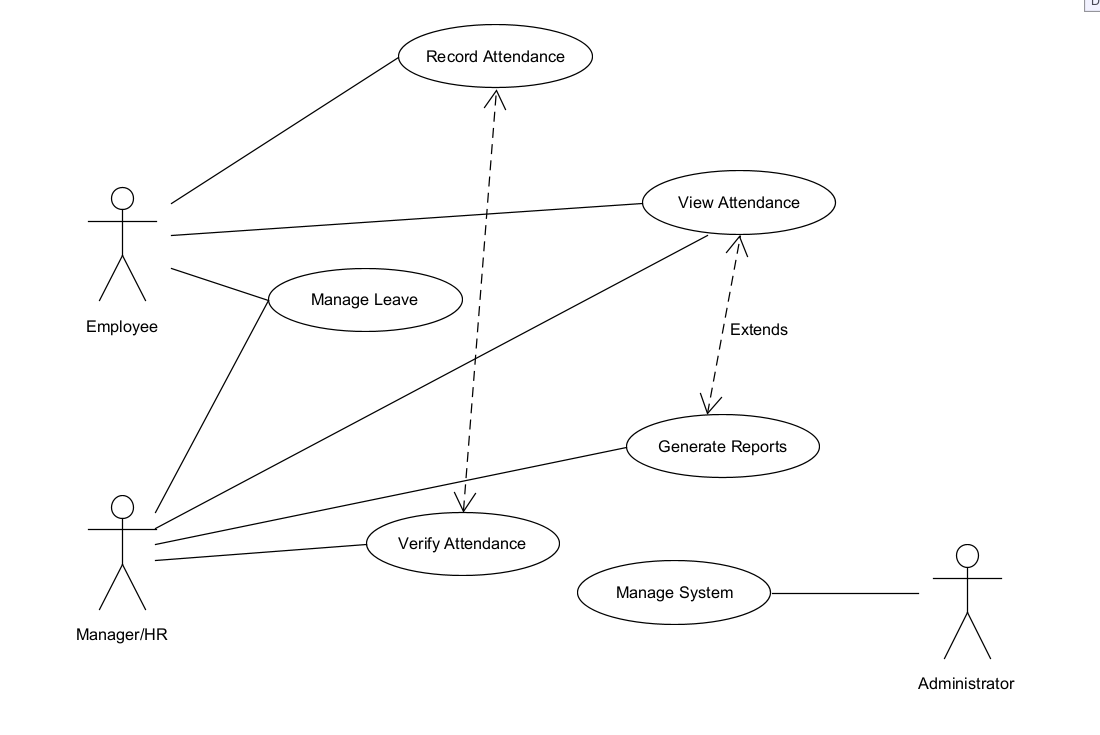 Record Attendance
View Attendance
Manage Leave
Employee
Extends
Generate Reports
Verify Attendance
Manage System
Manager/HR
Administrator